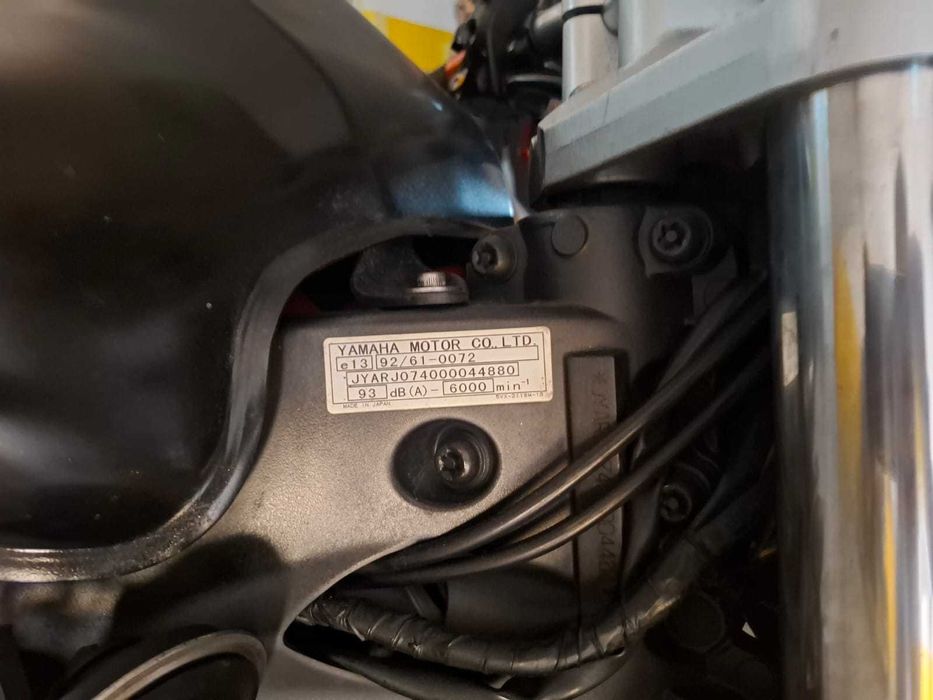 YAMAHA MOTOR CO.,LTD.
e13 92/61-0072
JYARJ074000044880
93 dB(A)- 6000 min⁻¹
MADE IN JAPAN